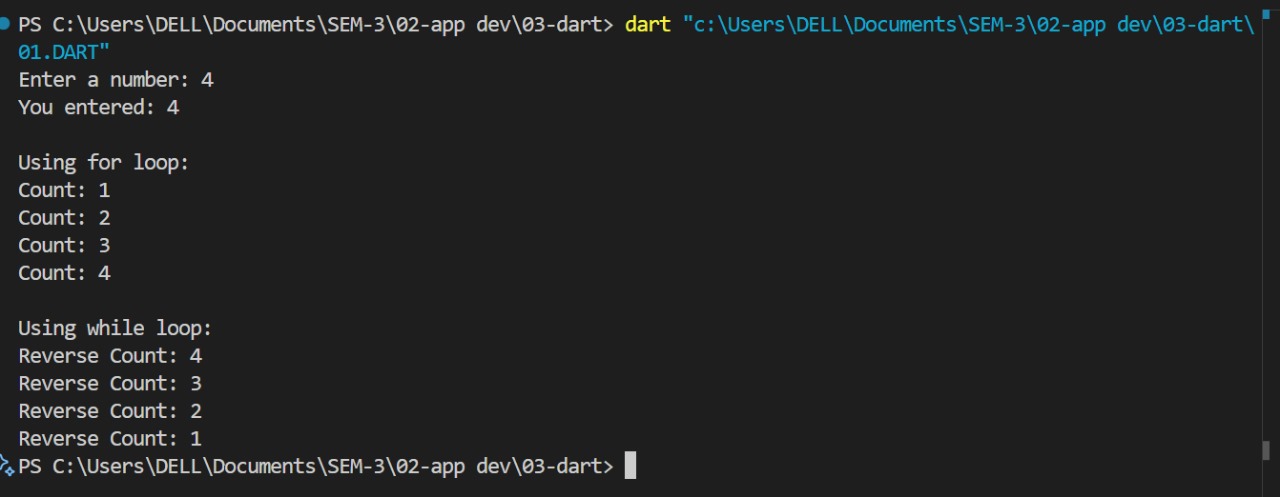 PS C:\Users\DELL\Documents\SEM-3\02-app dev\03-dart> dart "c:\Users\DELL\Documents\SEM-3\02-app dev\03-dart\
01.DART"
Enter a number: 4
You entered: 4
Using for loop:
Count: 1
Count: 2
Count: 3
Count: 4
Using while loop:
Reverse Count: 4
Reverse Count: 3
Reverse Count: 2
Reverse Count: 1
PS C:\Users\DELL\Documents\SEM-3\02-app dev\03-dart>